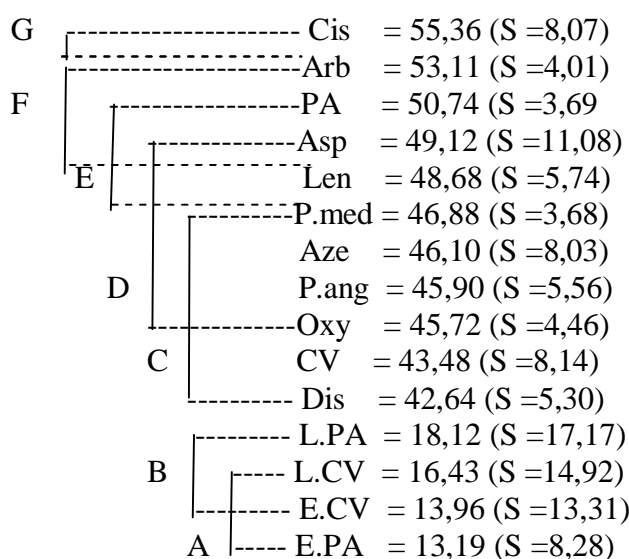 G Cis = 55,36 (S =8,07)
Arb = 53,11 (S =4,01)
F PA = 50,74 (S =3,69
Asp = 49,12 (S =11,08)
E Len = 48,68 (S =5,74)
P.med = 46,88 (S =3,68)
Aze = 46,10 (S =8,03)
D P.ang = 45,90 (S =5,56)
Oxy = 45,72 (S =4,46)
C CV = 43,48 (S =8,14)
Dis = 42,64 (S =5,30)
L.PA = 18,12 (S =17,17)
B L.CV = 16,43 (S =14,92)
E.CV = 13,96 (S =13,31)
A E.PA = 13,19 (S =8,28)